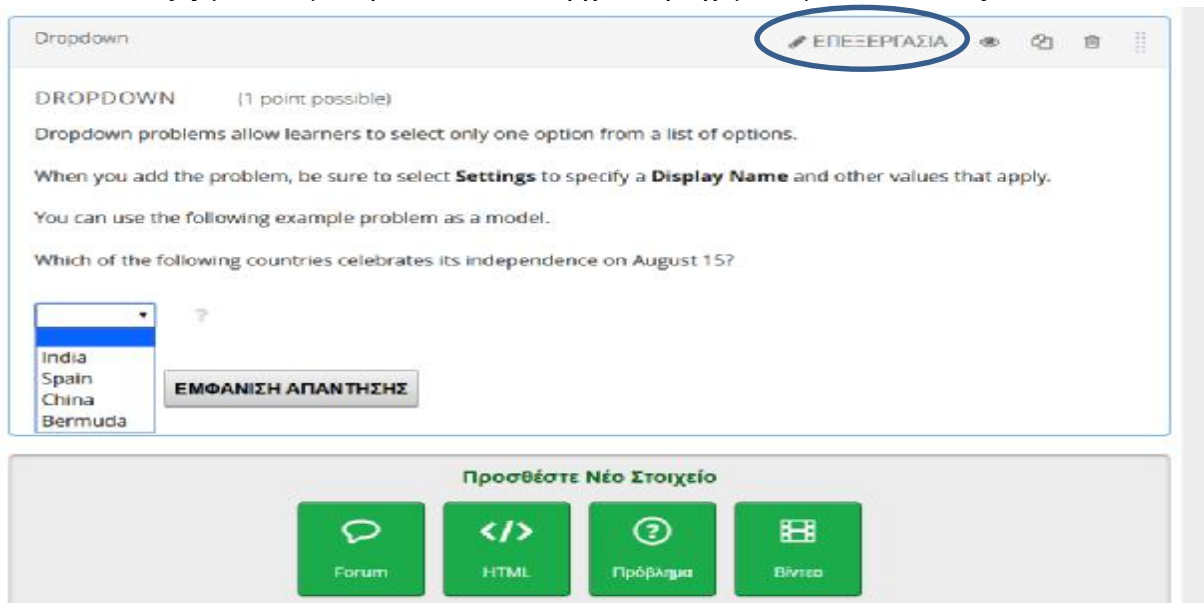 Dropdown ΕΠΕΞΕΡΓΑΣΙΑ
DROPDOWN (1 point possible)
Dropdown problems allow learners to select only one option from a list of options.
When you add the problem, be sure to select Settings to specify a Display Name and other values that apply.
You can use the following example problem as a model.
Which of the following countries celebrates its independence on August 15?
?
India
Spain
China
Bermuda
ΕΜΦΑΝΙΣΗ ΑΠΑΝΤΗΣΗΣ
Προσθέστε Νέο Στοιχείο
Forum HTML Πρόβλημα Βίντεο